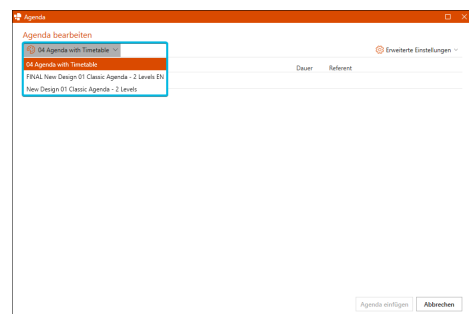 Agenda
Agenda bearbeiten
04 Agenda with Timetable
Erweiterte Einstellungen
04 Agenda with Timetable
Dauer Referent
FINAL New Design 01 Classic Agenda - 2 Levels EN
New Design 01 Classic Agenda - 2 Levels
Agenda einfügen Abbrechen